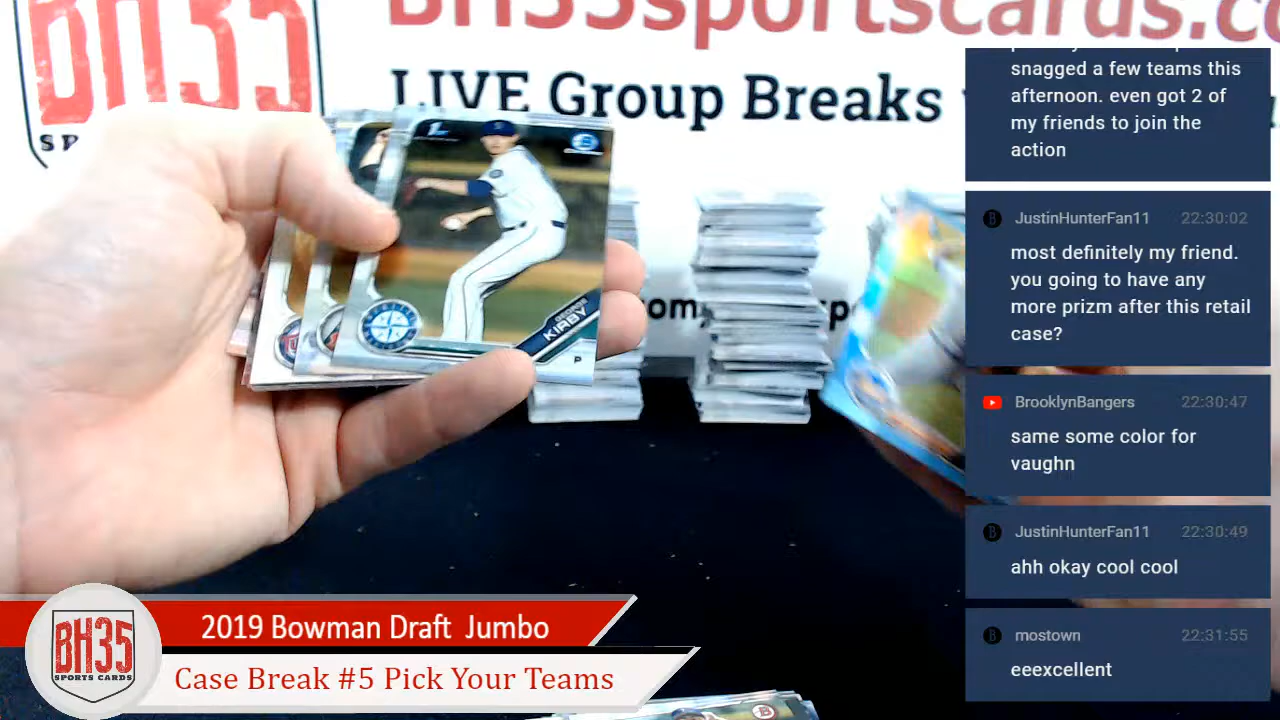 BH35sportscards.c
LIVE Group Breaks
BH35
GEORGE
KIRBY
P
snagged a few teams this
afternoon. even got 2 of
my friends to join the
action
JustinHunterFan11 22:30:02
most definitely my friend.
you going to have any
more prizm after this retail
case?
BrooklynBangers 22:30:47
same some color for
vaughn
JustinHunterFan11 22:30:49
ahh okay cool cool
mostown 22:31:55
eeexcellent
BH35
SPORTS CARDS
2019 Bowman Draft Jumbo
Case Break #5 Pick Your Teams